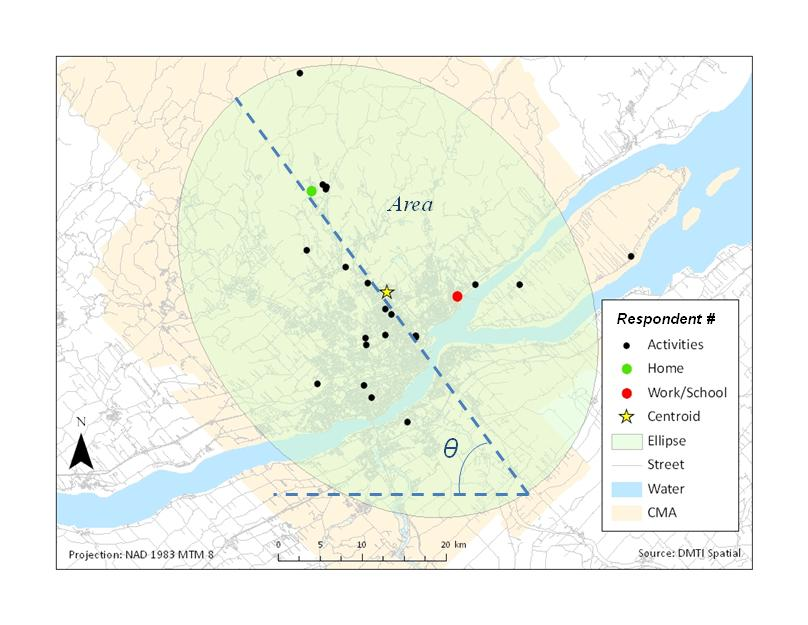 Area
Respondent #
Activities
Home
Work/School
Centroid
Ellipse
Street
Water
CMA
N
θ
0 5 10 20 km
Projection: NAD 1983 MTM 8
Source: DMTI Spatial